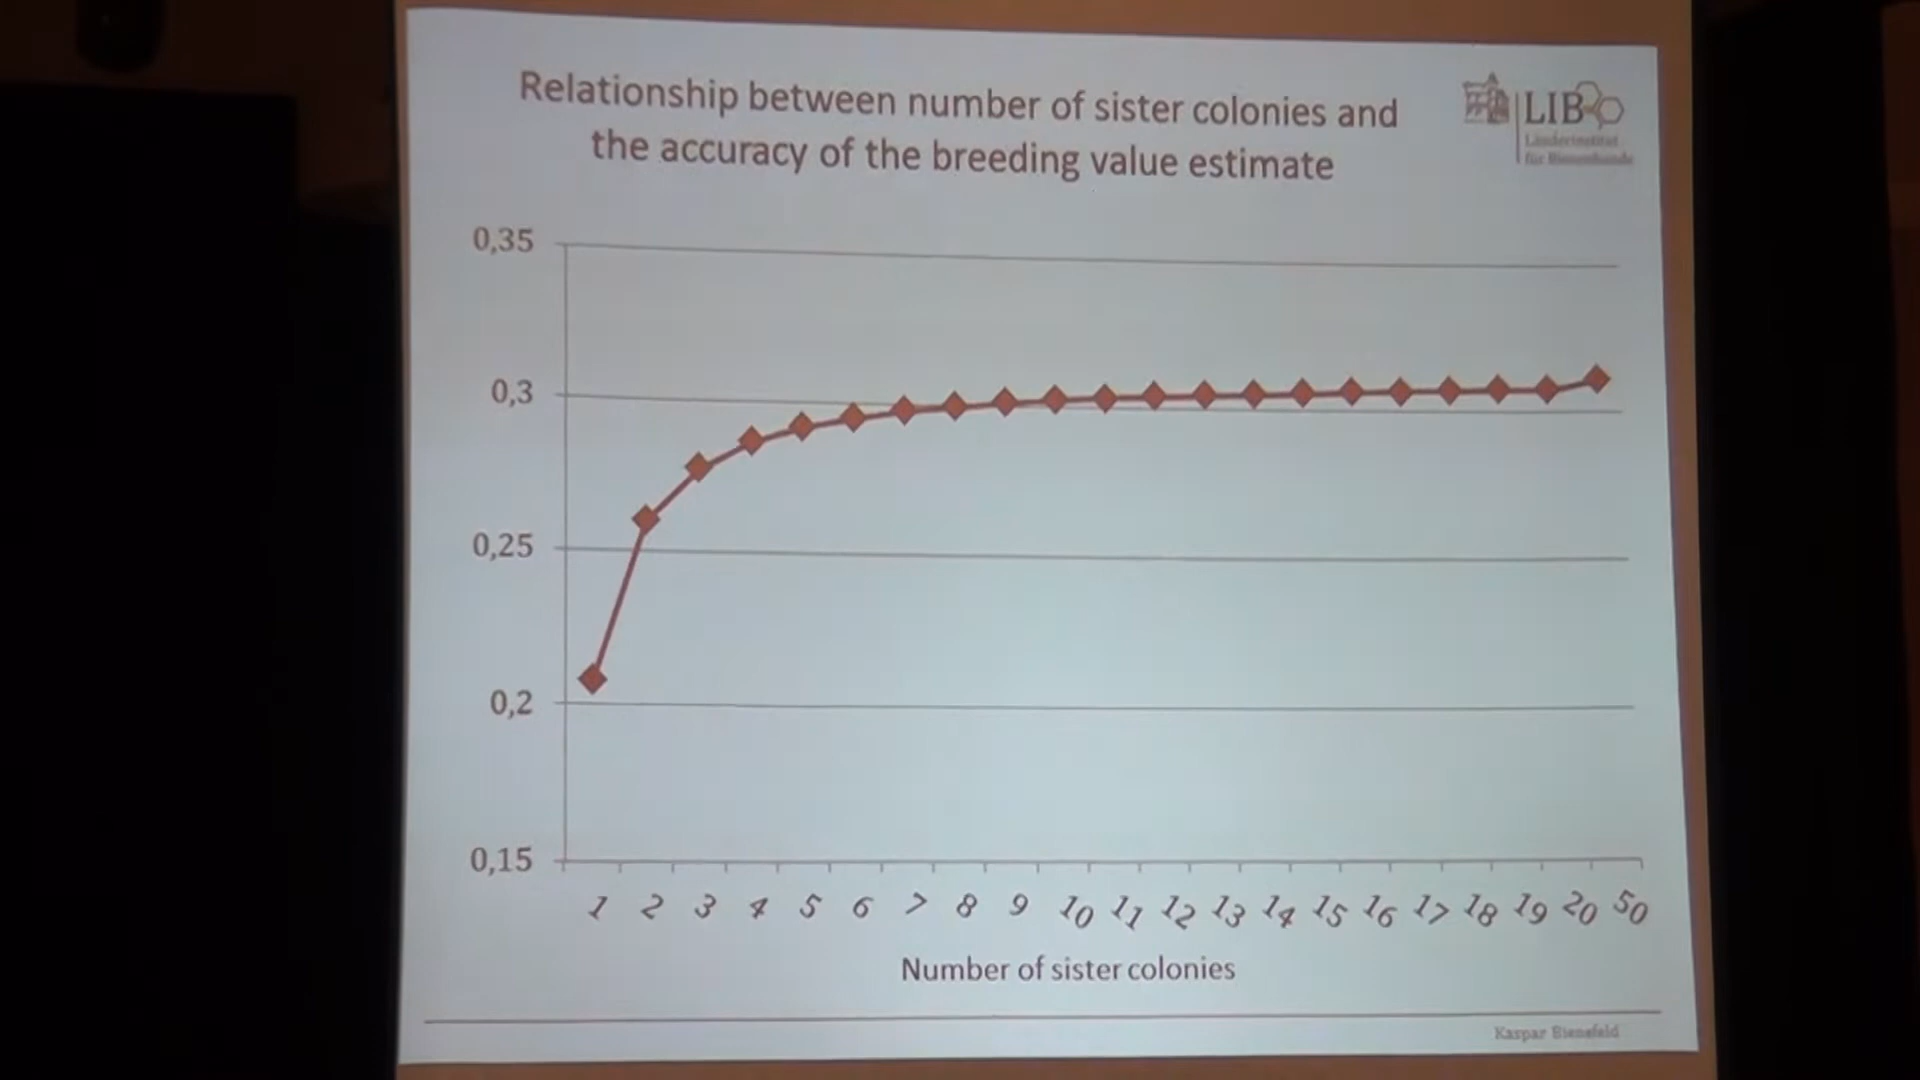 Relationship between number of sister colonies and
the accuracy of the breeding value estimate
LIB
Länderinstitut
für Bienenkunde
0,35
0,3
0,25
0,2
0,15
1 2 3 4 5 6 7 8 9 10 11 12 13 14 15 16 17 18 19 20 50
Number of sister colonies
Kaspar Bienefeld